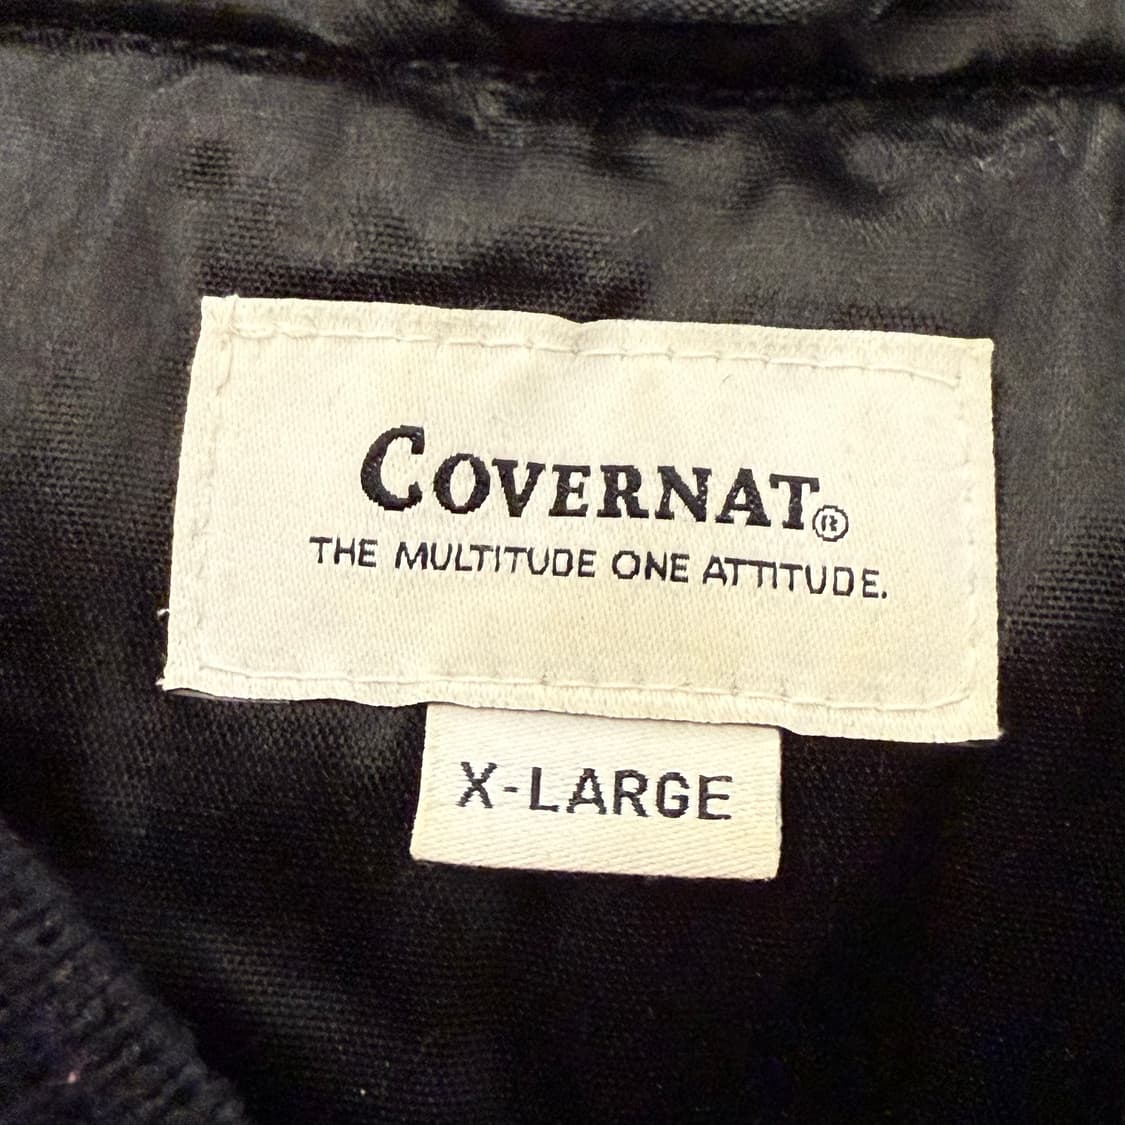 COVERNAT®
THE MULTITUDE ONE ATTITUDE.
X-LARGE